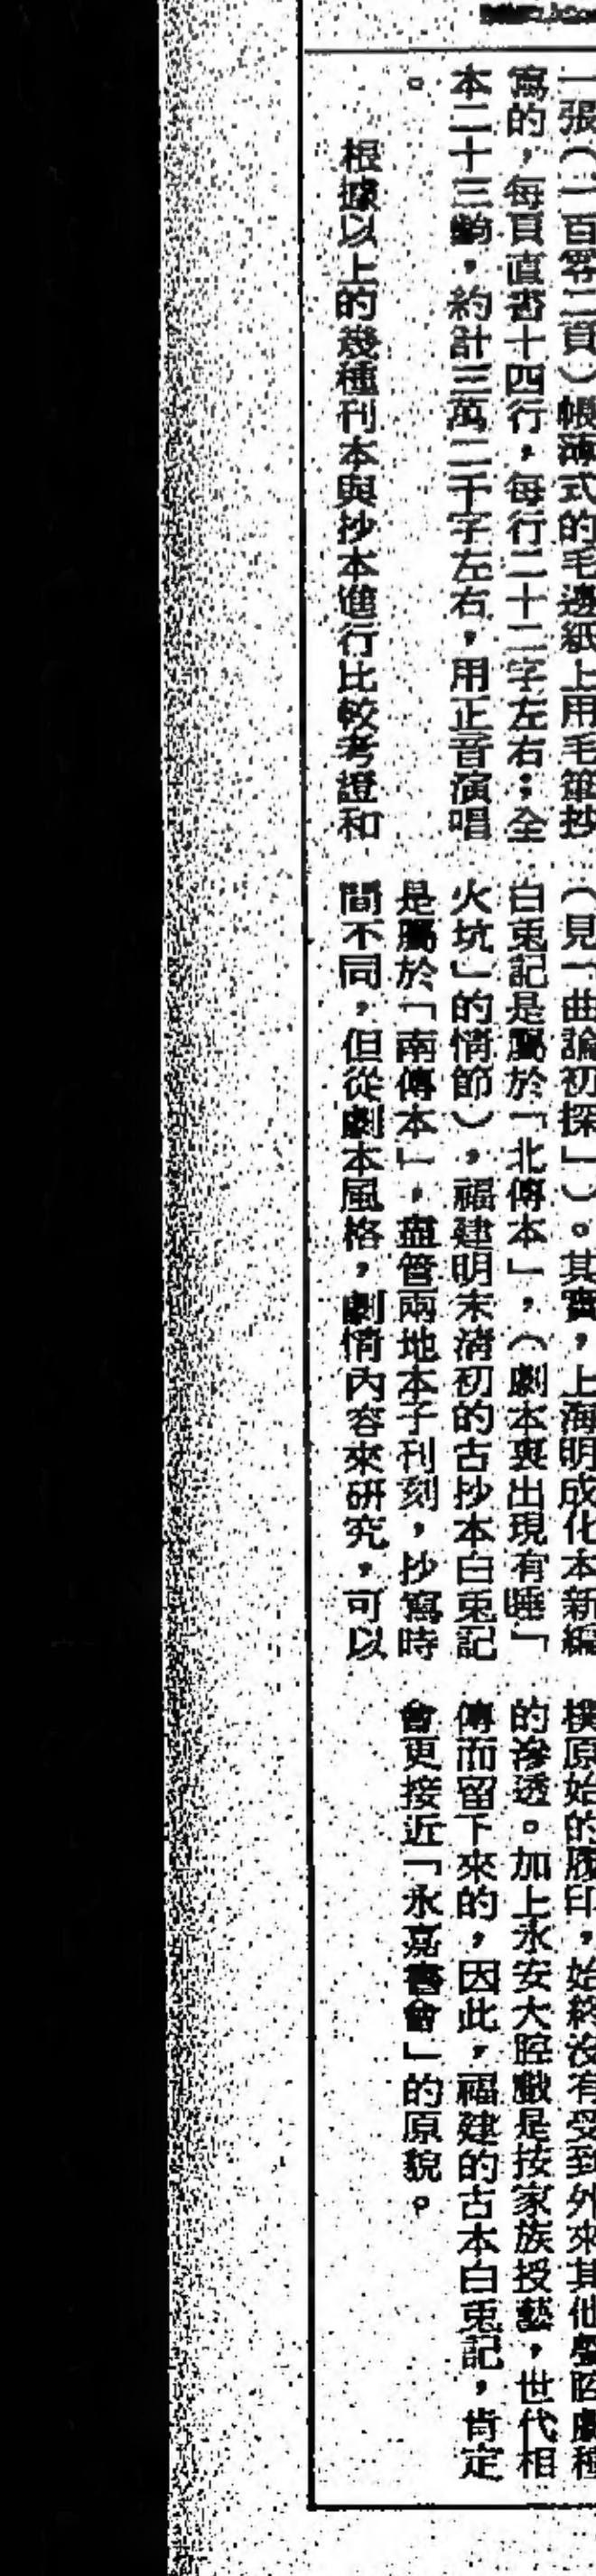 一張(一百零二頁)帳薄式的毛邊紙上用毛筆抄
寫的，每頁直書十四行，每行二十二字左右；全
本二十三齣，約計三萬二千字左右，用正音演唱
。
根據以上的幾種刊本與抄本進行比較考證和
(見「曲論初探」)。其實，上海明成化本新編
白兎記是屬於「北傳本」，(劇本裏出現有睡「
火坑」的情節)，福建明末清初的古抄本白兎記
是屬於「南傳本」，儘管兩地本子刊刻，抄寫時
間不同，但從劇本風格，劇情內容來研究，可以
樸原始的腳印，始終沒有受到外來其他聲腔劇種
的滲透。加上永安大腔戲是按家族授藝，世代相
傳而留下來的，因此，福建的古本白兎記，肯定
會更接近「永嘉書會」的原貌。